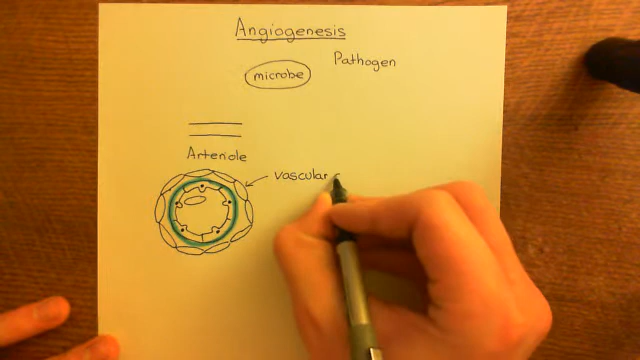 Angiogenesis
Pathogen
microbe
Arteriole
vascular